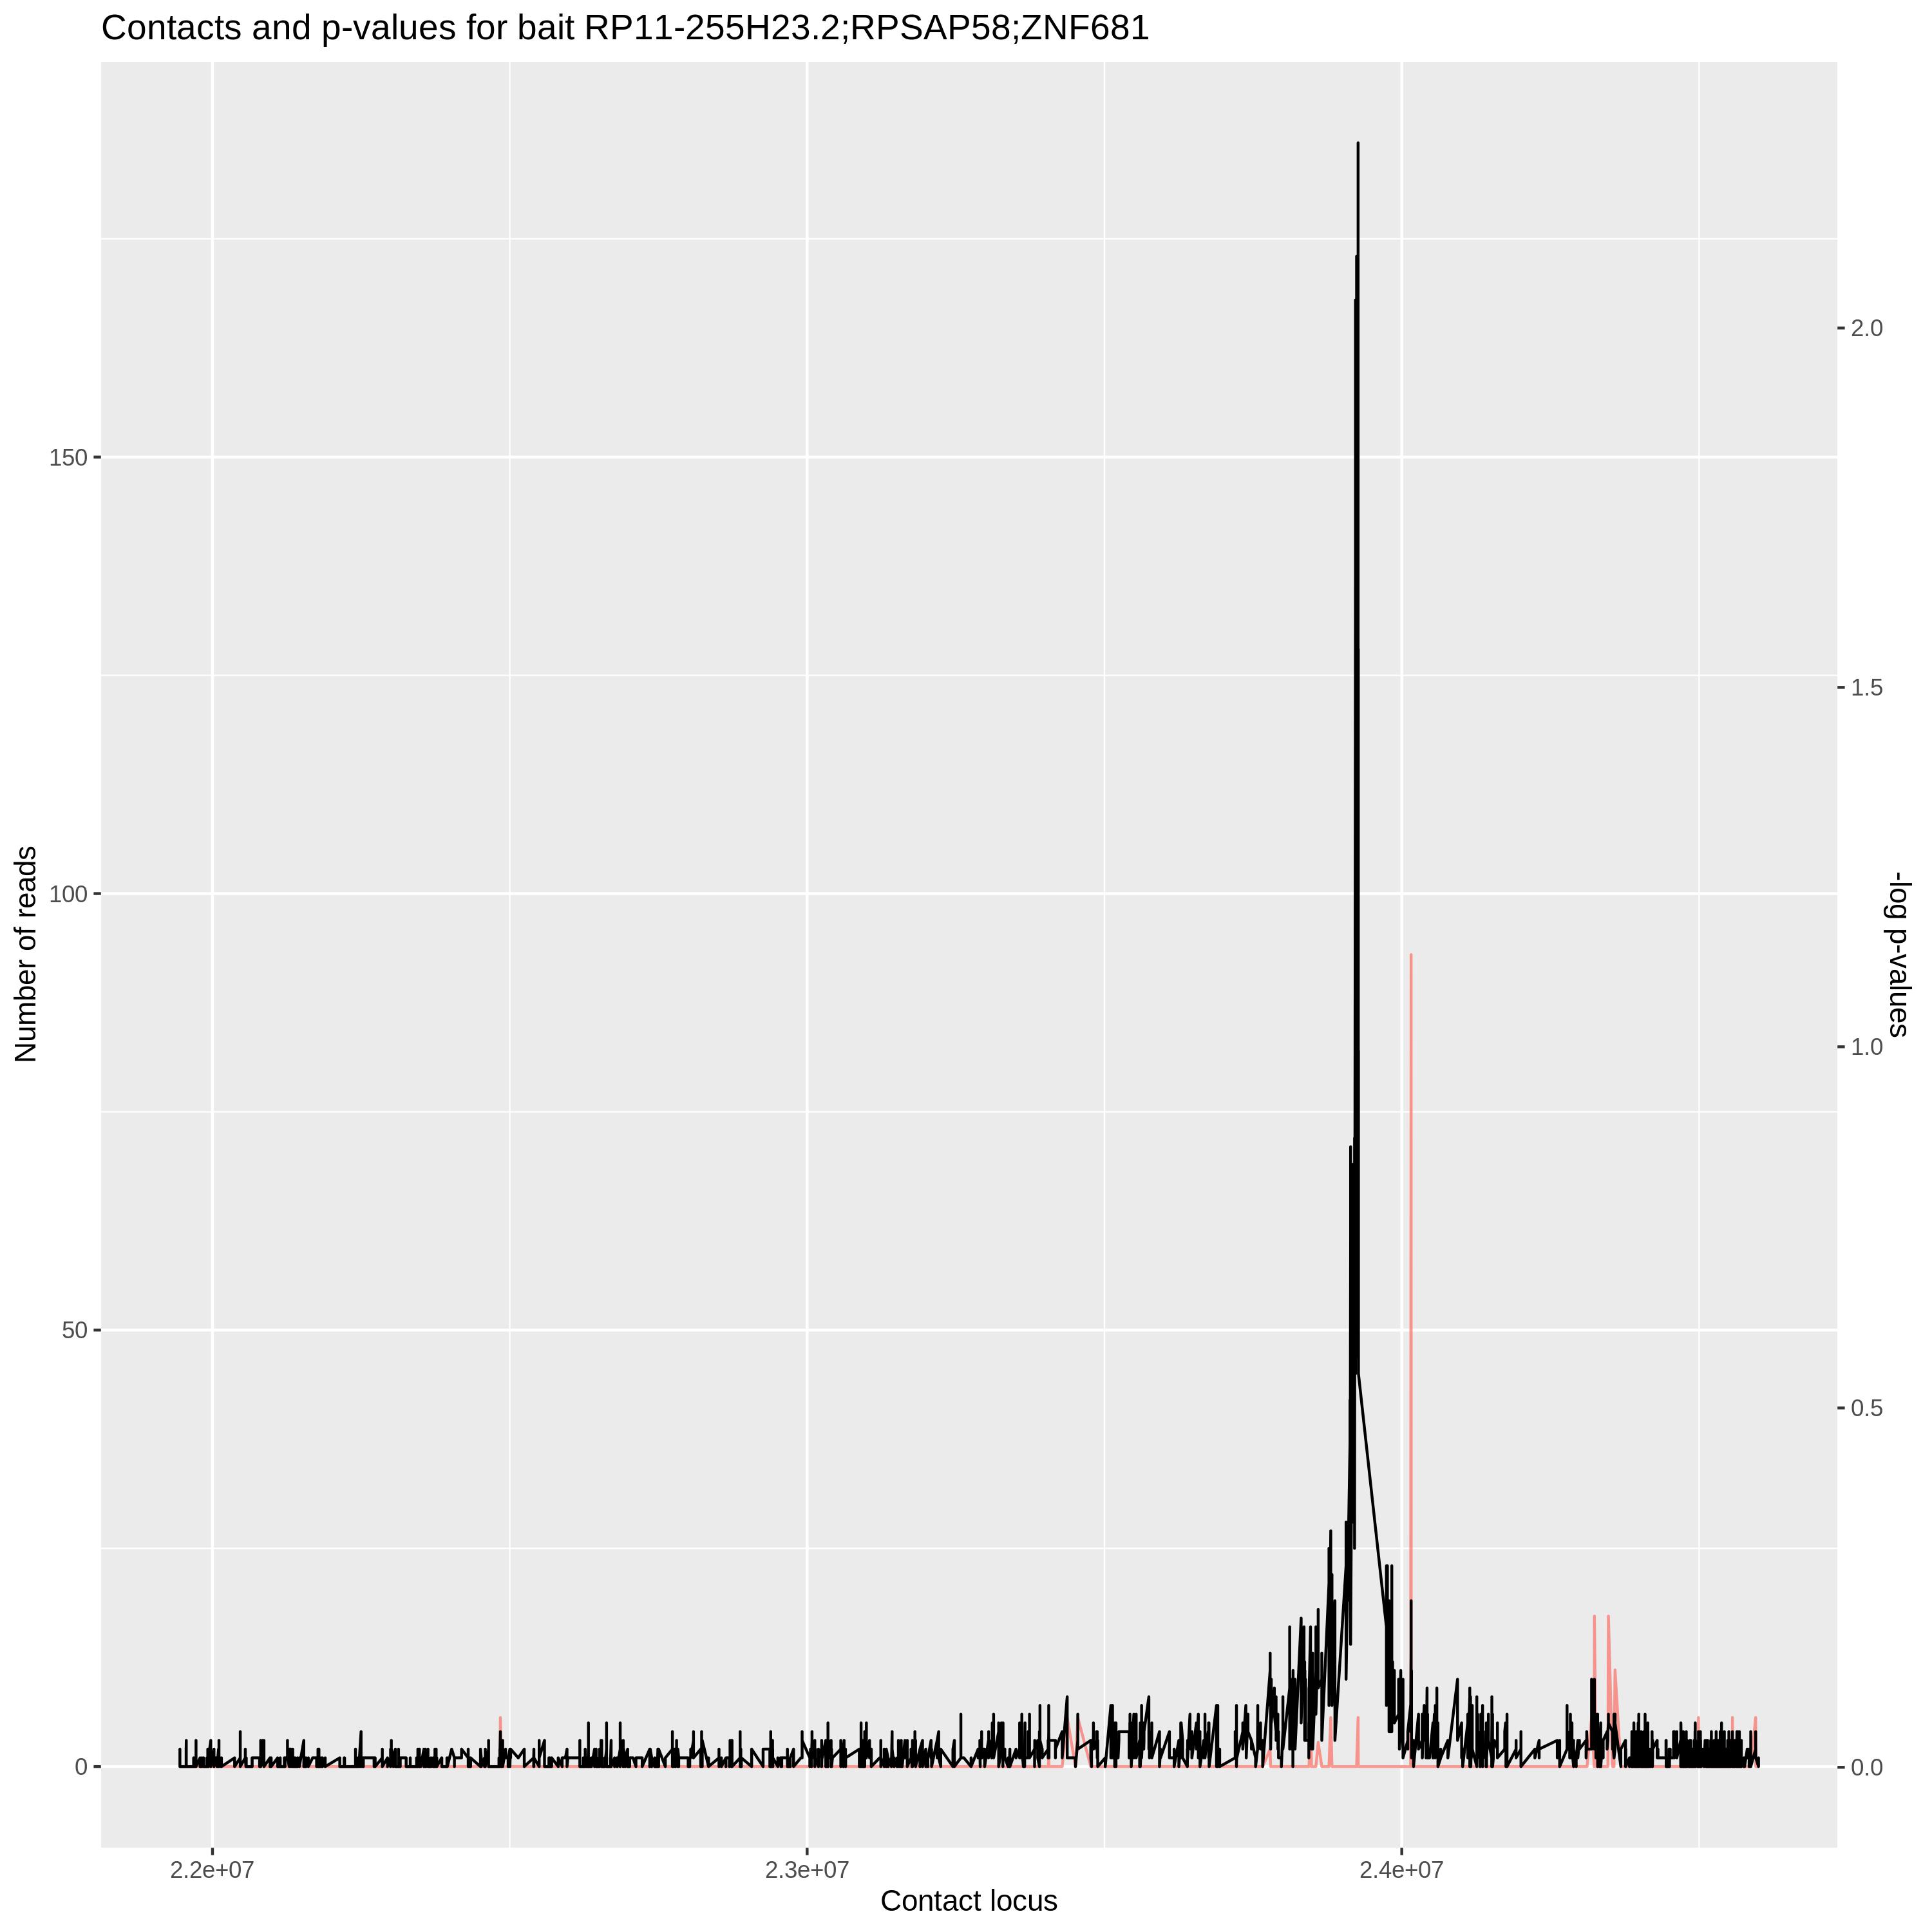 Contacts and p-values for bait RP11-255H23.2;RPSAP58;ZNF681
Number of reads
150
100
50
0
2.0
1.5
1.0
0.5
0.0
-log p-values
2.2e+07
2.3e+07
2.4e+07
Contact locus